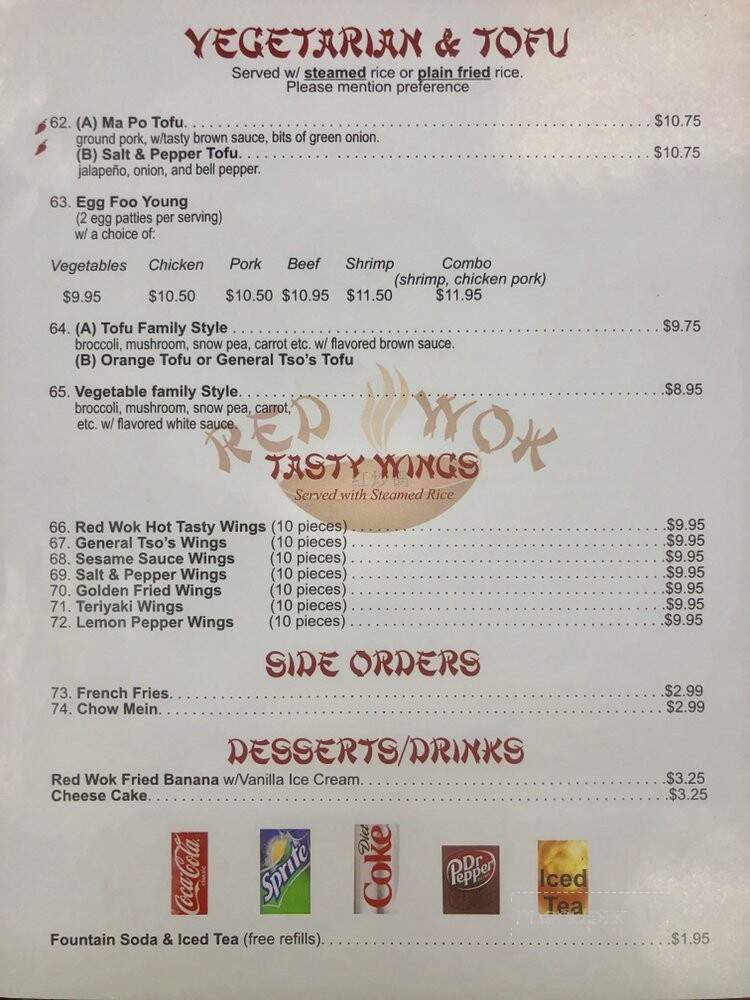 VEGETARIAN & TOFU
Served w/ steamed rice or plain fried rice.
Please mention preference
62. (A) Ma Po Tofu. $10.75
ground pork, w/tasty brown sauce, bits of green onion.
(B) Salt & Pepper Tofu. $10.75
jalapeño, onion, and bell pepper.
63. Egg Foo Young
(2 egg patties per serving)
w/ a choice of:
Vegetables Chicken Pork Beef Shrimp Combo
(shrimp, chicken pork)
$9.95 $10.50 $10.50 $10.95 $11.50 $11.95
64. (A) Tofu Family Style $9.75
broccoli, mushroom, snow pea, carrot etc. w/ flavored brown sauce.
(B) Orange Tofu or General Tso's Tofu
65. Vegetable family Style. $8.95
broccoli, mushroom, snow pea, carrot,
etc. w/ flavored white sauce.
RED WOK
TASTY WINGS
Served with Steamed Rice
66. Red Wok Hot Tasty Wings (10 pieces) $9.95
67. General Tso's Wings (10 pieces) $9.95
68. Sesame Sauce Wings (10 pieces) $9.95
69. Salt & Pepper Wings (10 pieces) $9.95
70. Golden Fried Wings (10 pieces) $9.95
71. Teriyaki Wings (10 pieces) $9.95
72. Lemon Pepper Wings (10 pieces) $9.95
SIDE ORDERS
73. French Fries. $2.99
74. Chow Mein. $2.99
DESSERTS/DRINKS
Red Wok Fried Banana w/Vanilla Ice Cream. $3.25
Cheese Cake. $3.25
Coca-Cola
CLASSIC
Sprite
Diet
Coke
Dr
Pepper
Iced
Tea
Fountain Soda & Iced Tea (free refills). $1.95